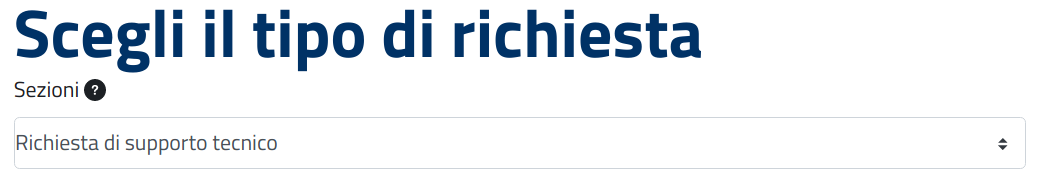 Scegli il tipo di richiesta
Sezioni ?
Richiesta di supporto tecnico